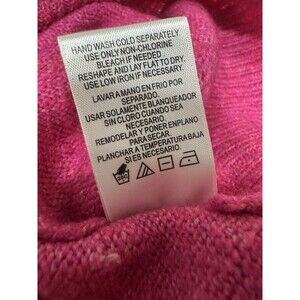 HAND WASH COLD SEPARATELY.
USE ONLY NON-CHLORINE
BLEACH IF NEEDED
RESHAPE AND LAY FLAT TO DRY.
USE LOW IRON IF NECESSARY.
LAVAR A MANO EN FRIO POR
SEPARADO.
USAR SOLAMENTE BLANQUEADOR
SIN CLORO CUANDO SEA
NECESARIO.
REMODELAR Y PONER EN PLANO
PARA SECAR.
PLANCHAR A TEMPERATURA BAJA
SI ES NECESARIO.